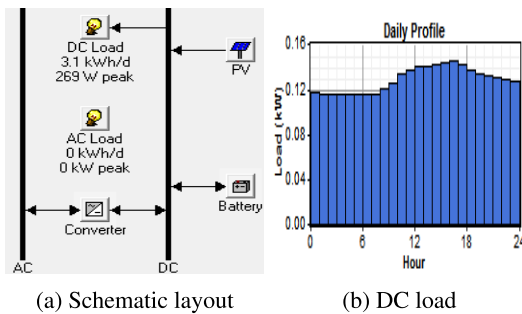 DC Load
3.1 kWh/d
269 W peak
PV
AC Load
0 kWh/d
0 kW peak
Battery
Converter
AC
DC
Daily Profile
Load (kW)
0.16
0.12
0.08
0.04
0.00
0 6 12 18 24
Hour
(a) Schematic layout
(b) DC load